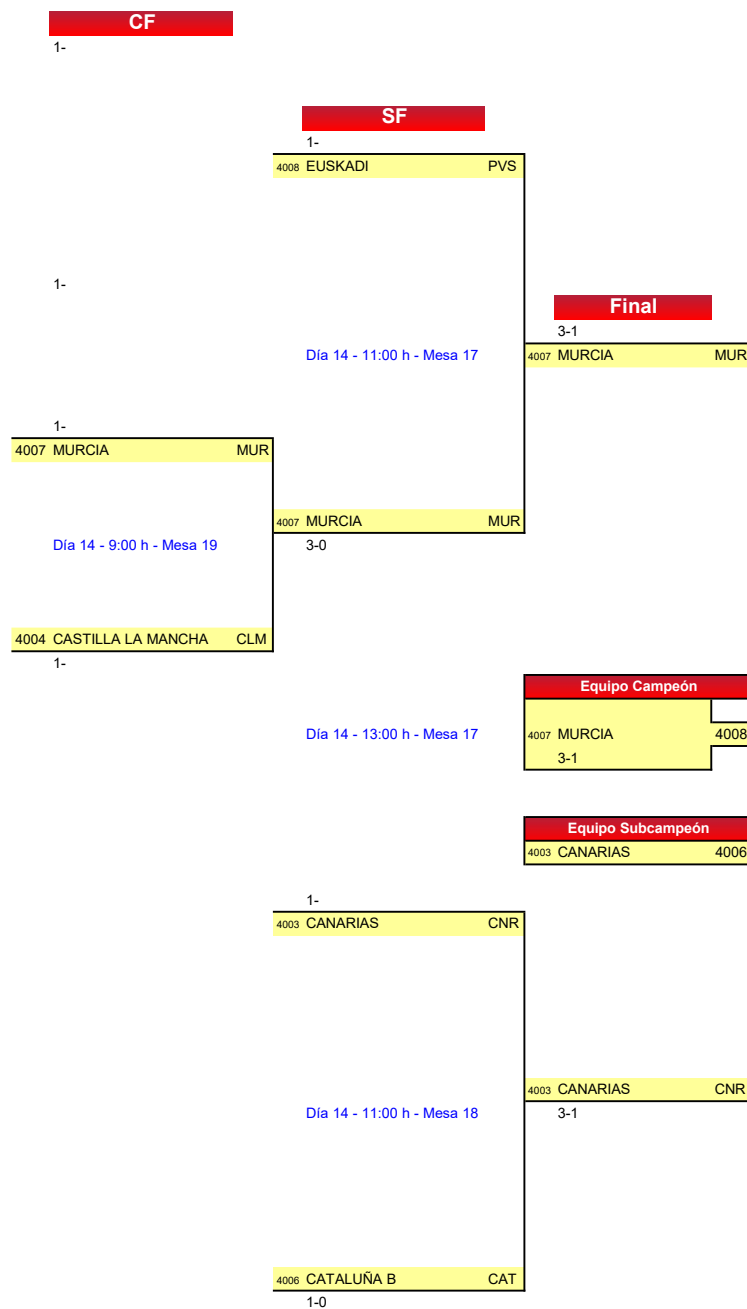 CF
1-
SF
1-
4008 EUSKADI PVS
1-
Final
3-1
Día 14 - 11:00 h - Mesa 17
4007 MURCIA MUR
1-
4007 MURCIA MUR
4007 MURCIA MUR
Día 14 - 9:00 h - Mesa 19
3-0
4004 CASTILLA LA MANCHA CLM
1-
Equipo Campeón
Día 14 - 13:00 h - Mesa 17
4007 MURCIA 4008
3-1
Equipo Subcampeón
4003 CANARIAS 4006
1-
4003 CANARIAS CNR
4003 CANARIAS CNR
Día 14 - 11:00 h - Mesa 18
3-1
4006 CATALUÑA B CAT
1-0